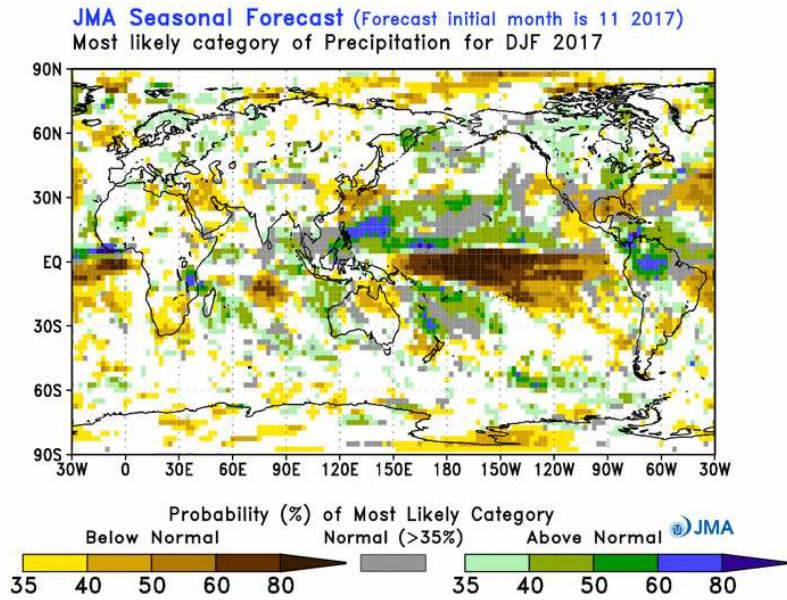 JMA Seasonal Forecast (Forecast initial month is 11 2017)
Most likely category of Precipitation for DJF 2017
90N
60N
30N
EQ
30S
60S
90S
30W 0 30E 60E 90E 120E 150E 180 150W 120W 90W 60W 30W
Probability (%) of Most Likely Category
Below Normal Normal (>35%) Above Normal JMA
35 40 50 60 80 35 40 50 60 80